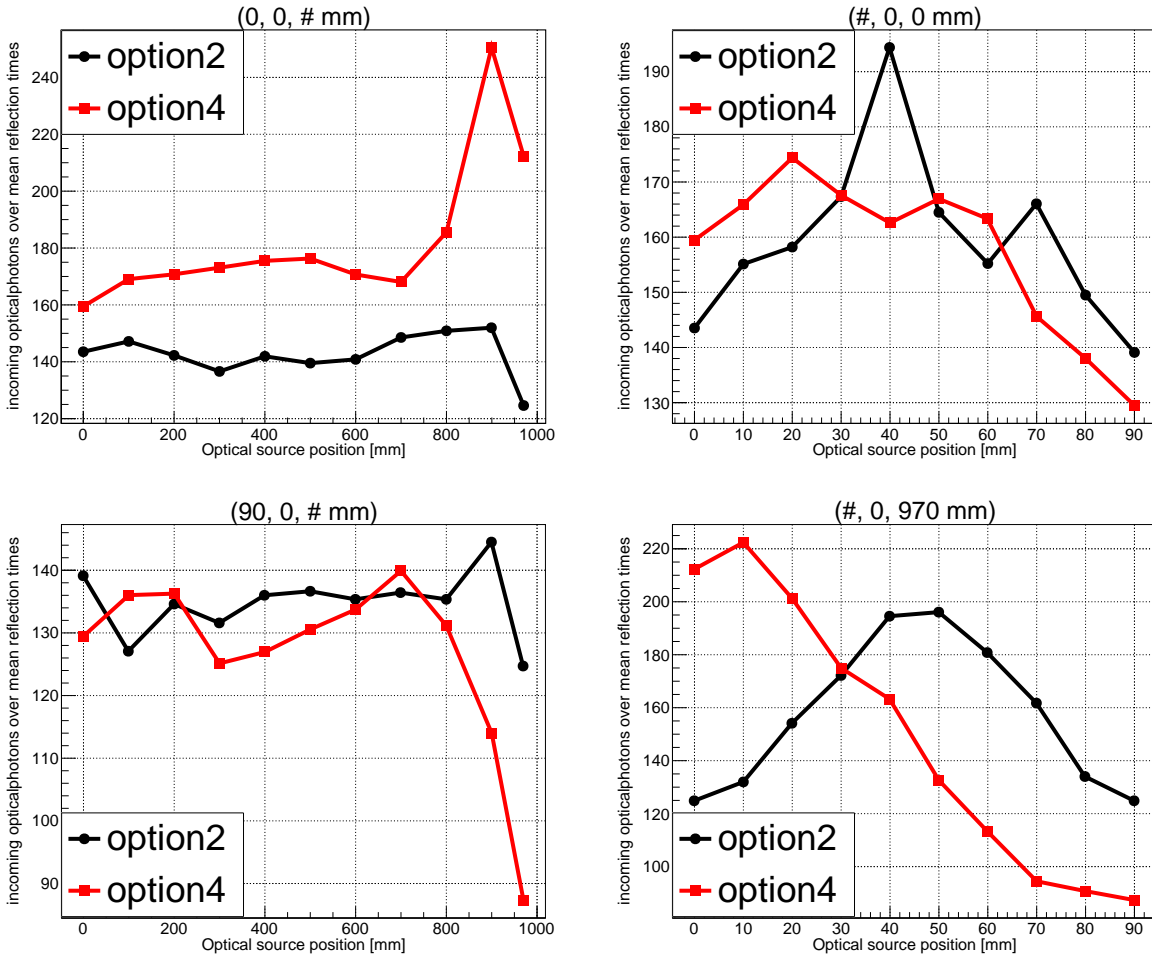 (0, 0, # mm)
incoming opticalphotons over mean reflection times
option2
option4
240
220
200
180
160
140
120
0 200 400 600 800 1000
Optical source position [mm]
(#, 0, 0 mm)
incoming opticalphotons over mean reflection times
option2
option4
190
180
170
160
150
140
130
0 10 20 30 40 50 60 70 80 90
Optical source position [mm]
(90, 0, # mm)
incoming opticalphotons over mean reflection times
140
130
120
110
100
90
option2
option4
0 200 400 600 800 1000
Optical source position [mm]
(#, 0, 970 mm)
incoming opticalphotons over mean reflection times
220
200
180
160
140
120
100
option2
option4
0 10 20 30 40 50 60 70 80 90
Optical source position [mm]